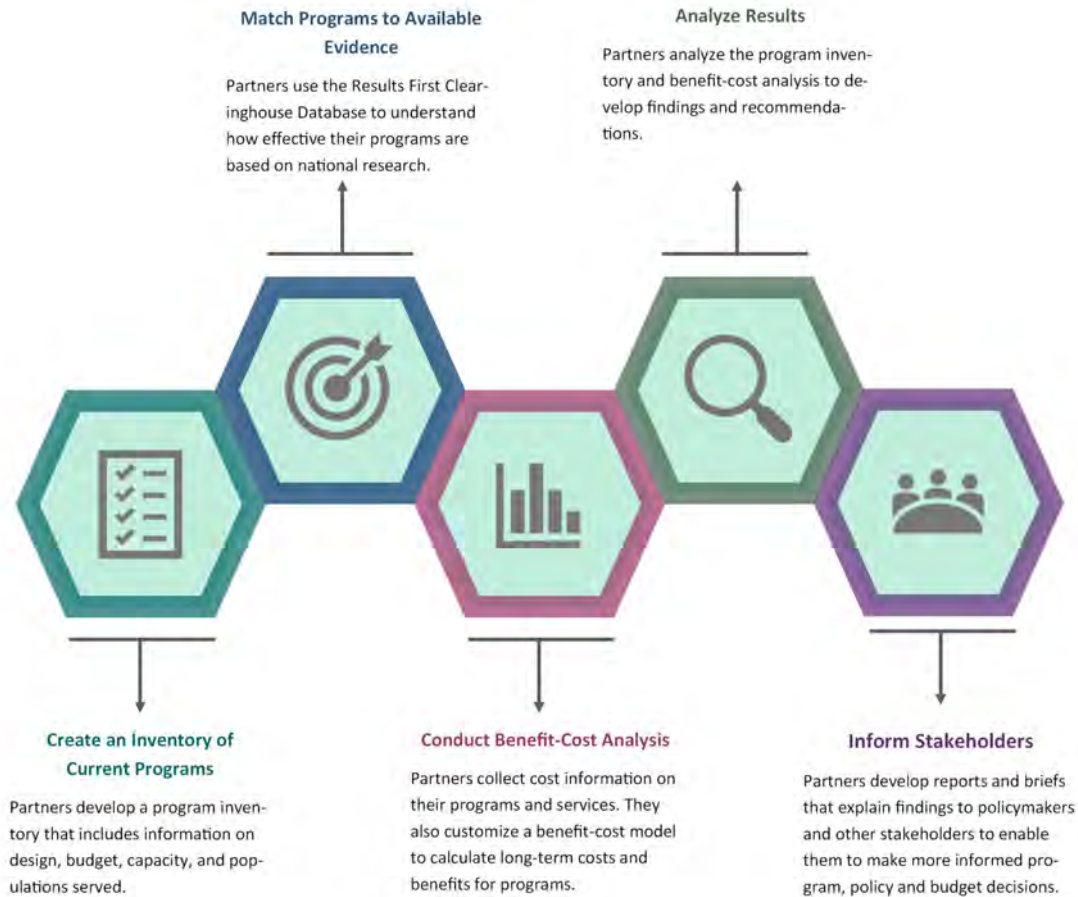 Match Programs to Available
Evidence
Partners use the Results First Clear-
inghouse Database to understand
how effective their programs are
based on national research.
Analyze Results
Partners analyze the program inven-
tory and benefit-cost analysis to de-
velop findings and recommenda-
tions.
Create an Inventory of
Current Programs
Partners develop a program inven-
tory that includes information on
design, budget, capacity, and pop-
ulations served.
Conduct Benefit-Cost Analysis
Partners collect cost information on
their programs and services. They
also customize a benefit-cost model
to calculate long-term costs and
benefits for programs.
Inform Stakeholders
Partners develop reports and briefs
that explain findings to policymakers
and other stakeholders to enable
them to make more informed pro-
gram, policy and budget decisions.